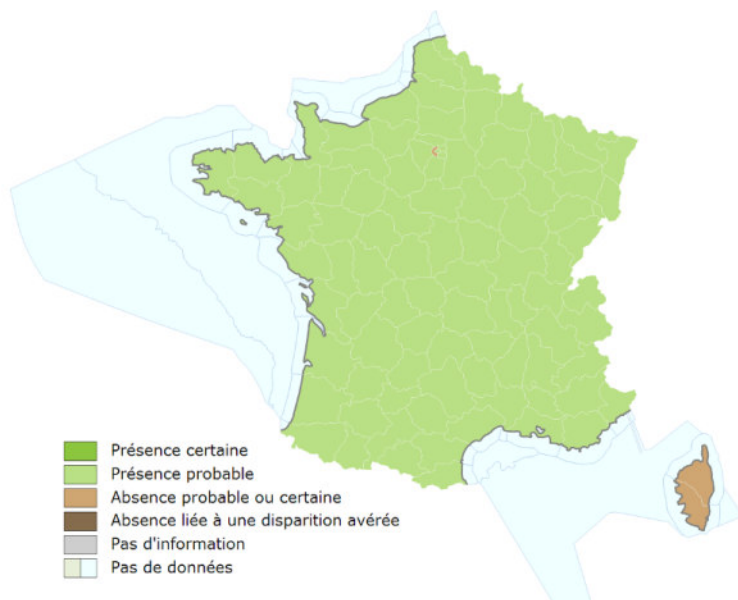 Présence certaine
Présence probable
Absence probable ou certaine
Absence liée à une disparition avérée
Pas d'information
Pas de données